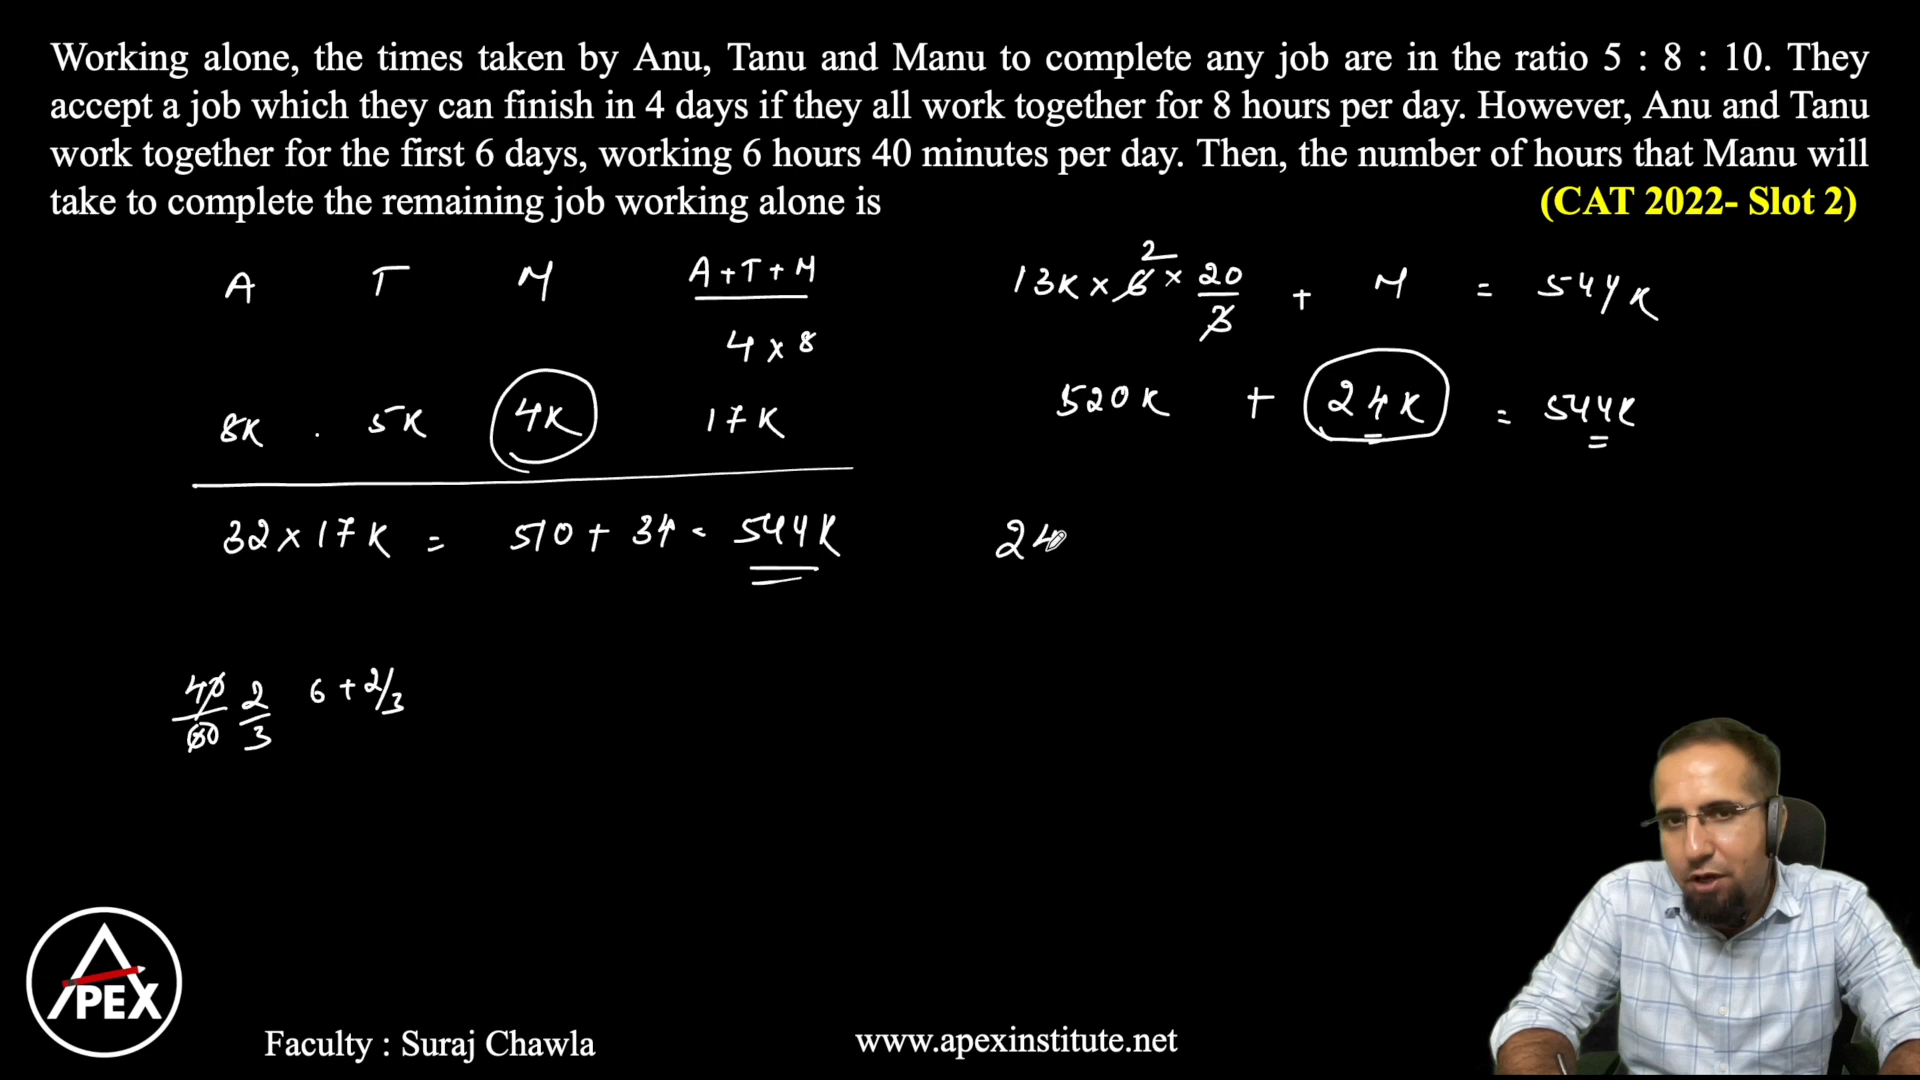 Working alone, the times taken by Anu, Tanu and Manu to complete any job are in the ratio 5 : 8 : 10. They
accept a job which they can finish in 4 days if they all work together for 8 hours per day. However, Anu and Tanu
work together for the first 6 days, working 6 hours 40 minutes per day. Then, the number of hours that Manu will
take to complete the remaining job working alone is (CAT 2022- Slot 2)
A T M A+T+M
4 × 8
8K . 5K 4K 17K
32 × 17K = 510 + 34 = 544K
40/60 2/3 6 + 2/3
13K × 6 2 × 20/3 + M = 544K
520K + 24K = 544K
24
APEX
Faculty : Suraj Chawla
www.apexinstitute.net